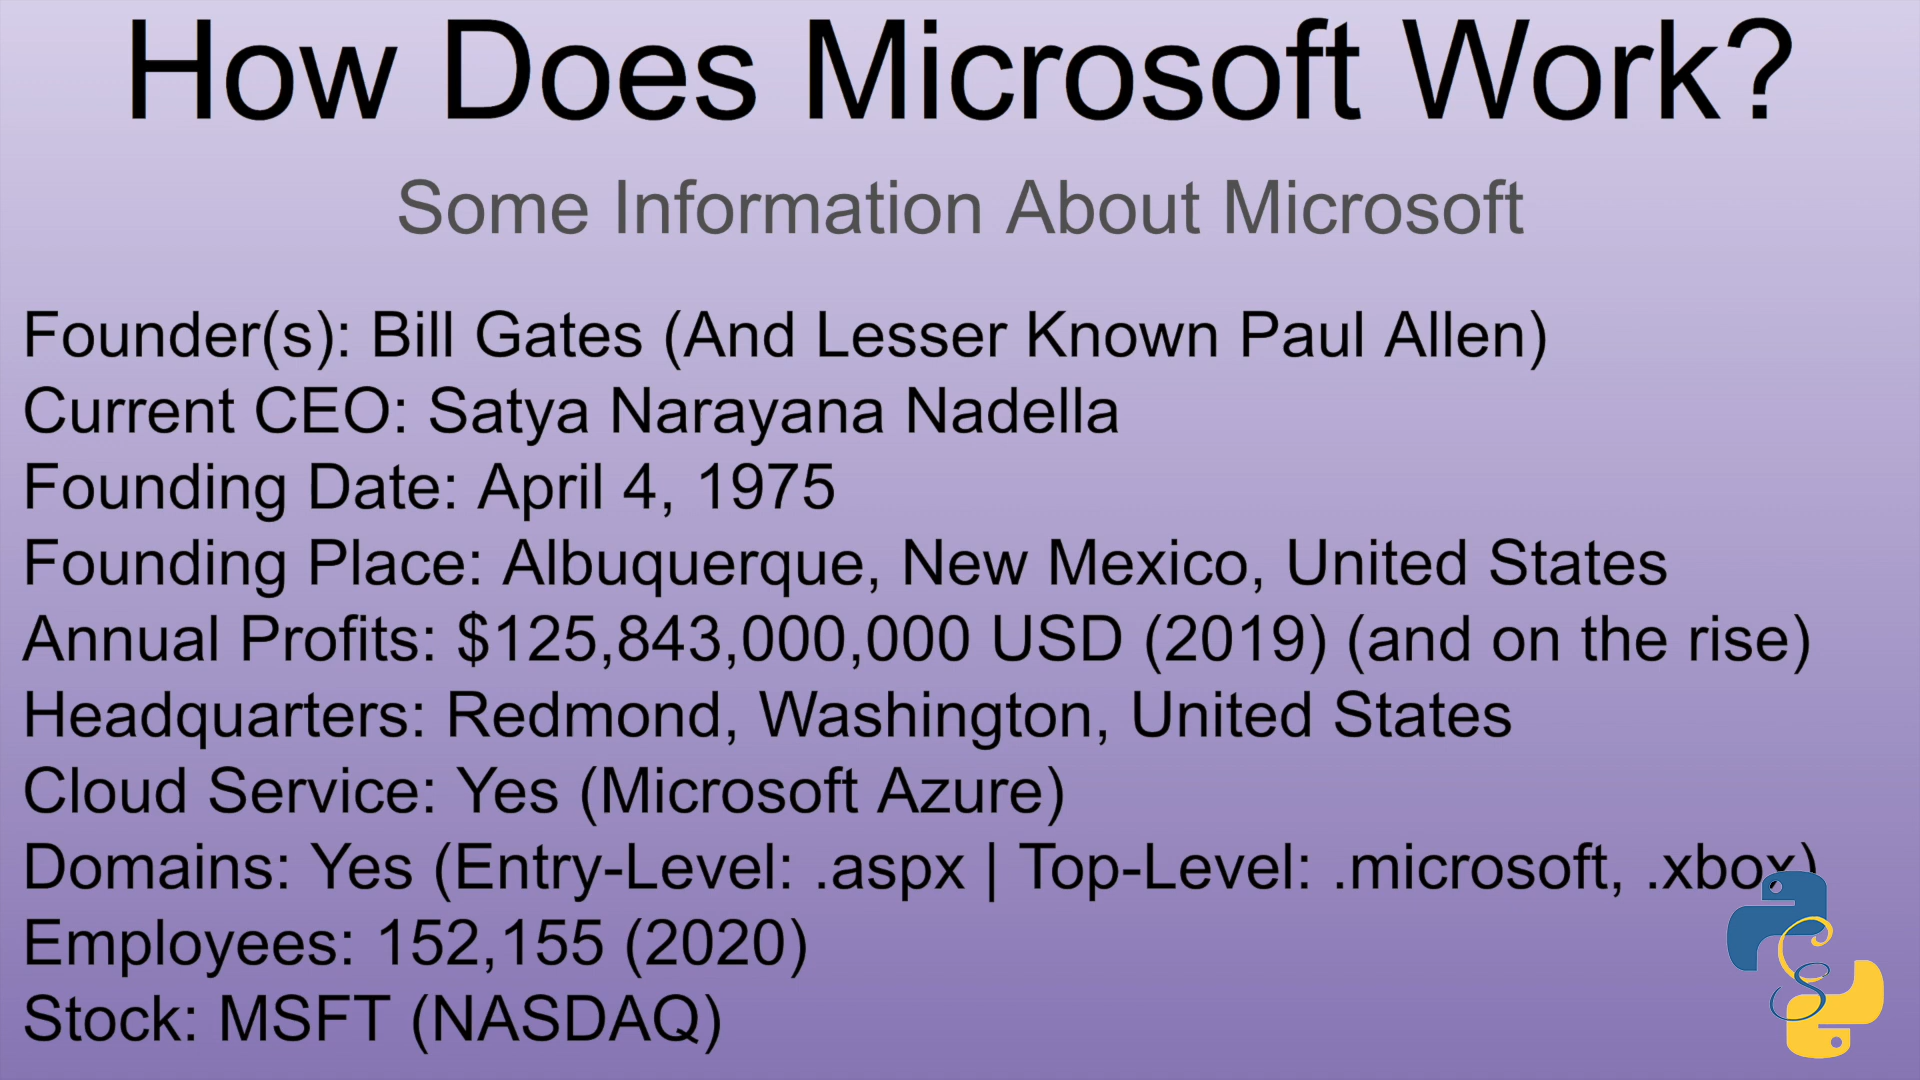 How Does Microsoft Work?
Some Information About Microsoft
Founder(s): Bill Gates (And Lesser Known Paul Allen)
Current CEO: Satya Narayana Nadella
Founding Date: April 4, 1975
Founding Place: Albuquerque, New Mexico, United States
Annual Profits: $125,843,000,000 USD (2019) (and on the rise)
Headquarters: Redmond, Washington, United States
Cloud Service: Yes (Microsoft Azure)
Domains: Yes (Entry-Level: .aspx | Top-Level: .microsoft, .xbox)
Employees: 152,155 (2020)
Stock: MSFT (NASDAQ)